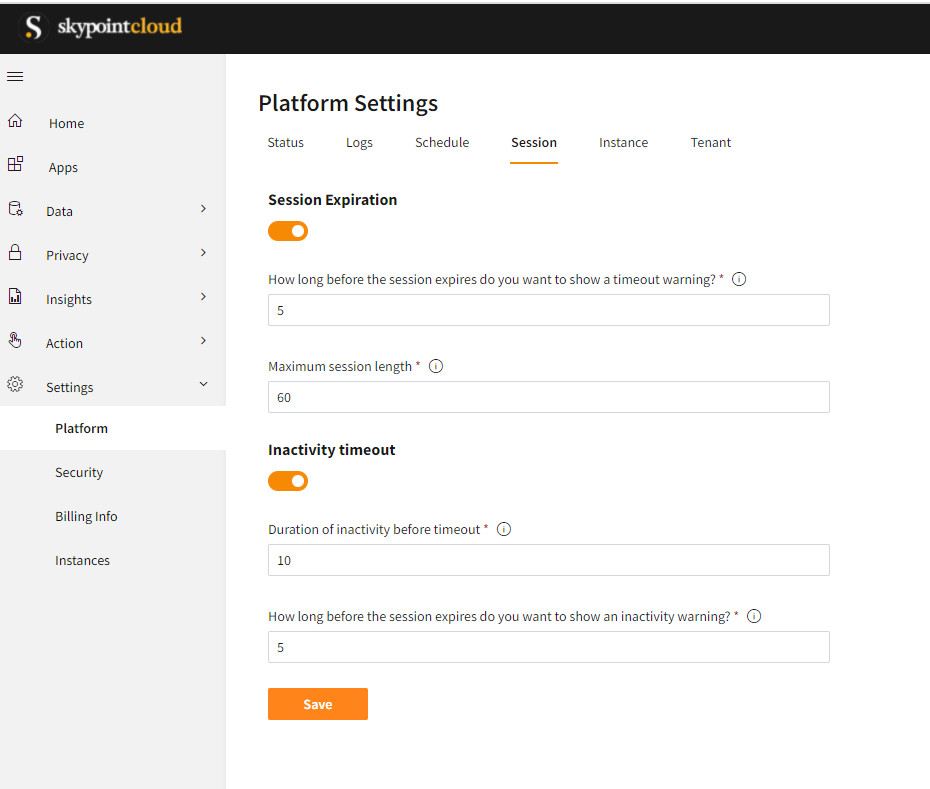 skypointcloud
Home
Apps
Data
Privacy
Insights
Action
Settings
Platform
Security
Billing Info
Instances
Platform Settings
Status Logs Schedule Session Instance Tenant
Session Expiration
How long before the session expires do you want to show a timeout warning? *
5
Maximum session length *
60
Inactivity timeout
Duration of inactivity before timeout *
10
How long before the session expires do you want to show an inactivity warning? *
5
Save